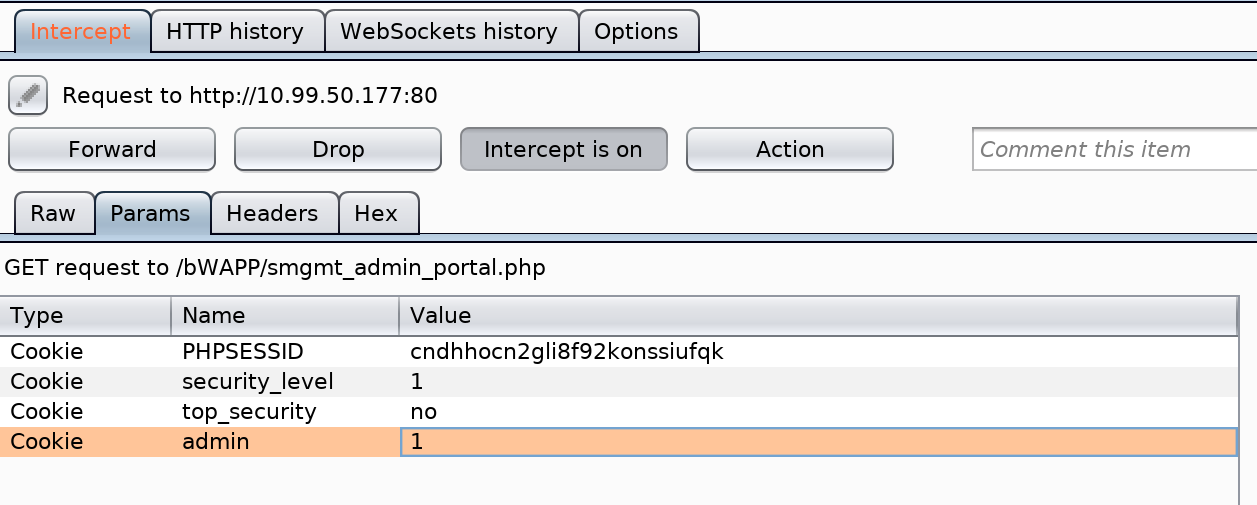 Intercept HTTP history WebSockets history Options
Request to http://10.99.50.177:80
Forward Drop Intercept is on Action Comment this item
Raw Params Headers Hex
GET request to /bWAPP/smgmt_admin_portal.php
Type Name Value
Cookie PHPSESSID cndhhocn2gli8f92konssiufqk
Cookie security_level 1
Cookie top_security no
Cookie admin 1